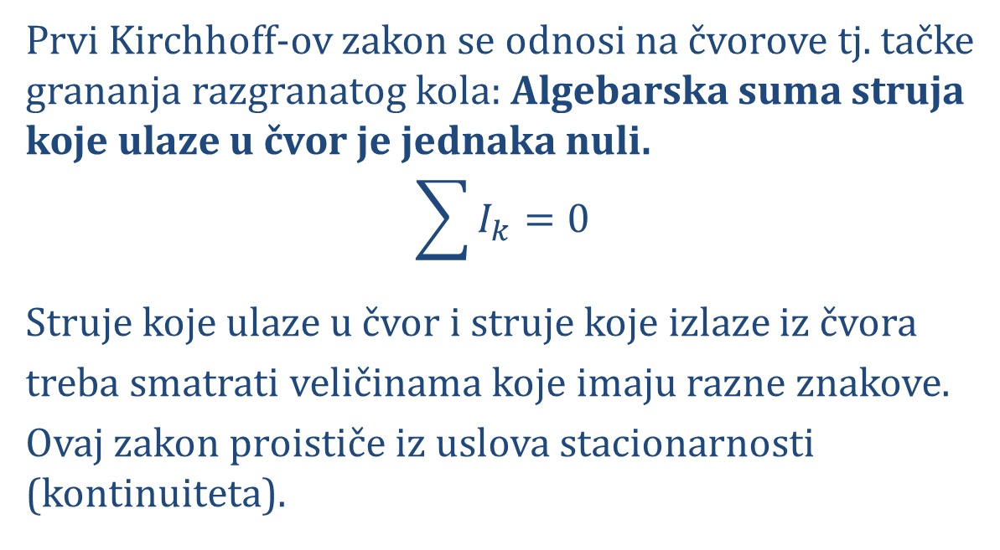 Prvi Kirchhoff-ov zakon se odnosi na čvorove tj. tačke
grananja razgranatog kola: Algebarska suma struja
koje ulaze u čvor je jednaka nuli.
∑ I_k = 0
Struje koje ulaze u čvor i struje koje izlaze iz čvora
treba smatrati veličinama koje imaju razne znakove.
Ovaj zakon proističe iz uslova stacionarnosti
(kontinuiteta).